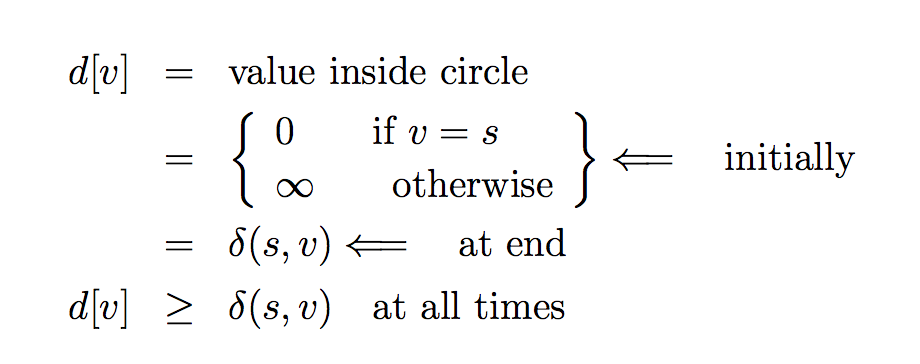 d[v] = value inside circle
= { 0 if v = s
∞ otherwise } ⟸ initially
= δ(s, v) ⟸ at end
d[v] ≥ δ(s, v) at all times